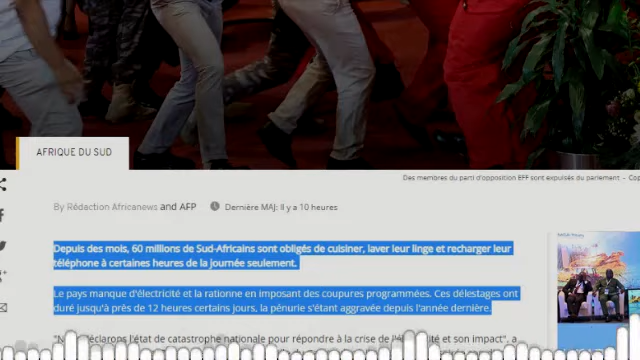 AFRIQUE DU SUD
Des membres du parti d'opposition EFF sont expulsés du parlement - Cop
By Rédaction Africanews and AFP Dernière MAJ: Il y a 10 heures
Depuis des mois, 60 millions de Sud-Africains sont obligés de cuisiner, laver leur linge et recharger leur
téléphone à certaines heures de la journée seulement.
Le pays manque d'électricité et la rationne en imposant des coupures programmées. Ces délestages ont
duré jusqu'à près de 12 heures certains jours, la pénurie s'étant aggravée depuis l'année dernière.
déclarons l'état de catastrophe nationale pour répondre à la crise de et son impact", a